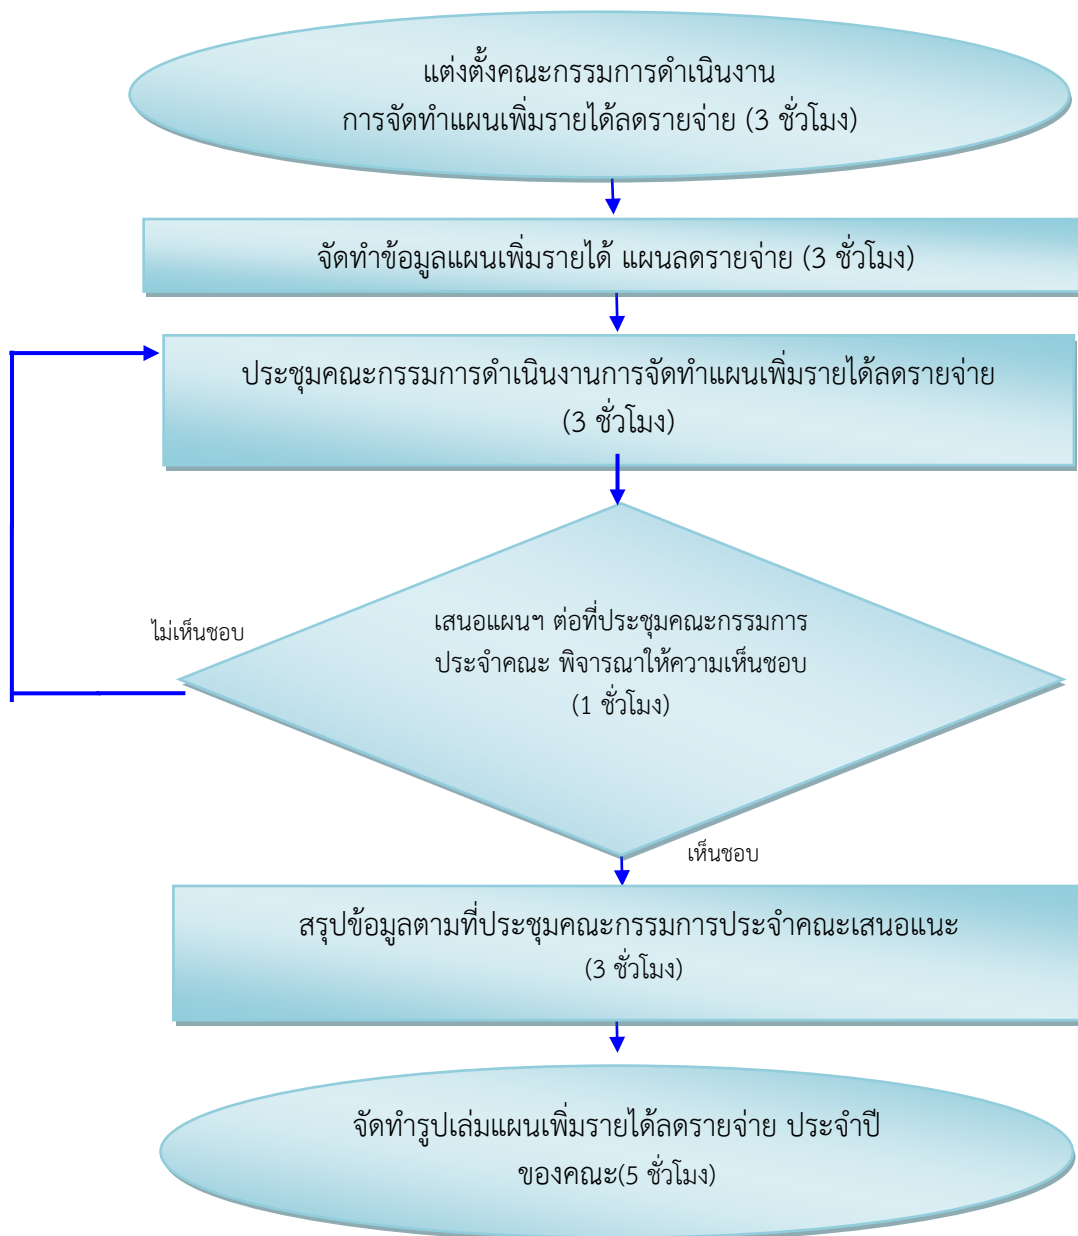 แต่งตั้งคณะกรรมการดำเนินงาน
การจัดทำแผนเพิ่มรายได้ลดรายจ่าย (3 ชั่วโมง)
จัดทำข้อมูลแผนเพิ่มรายได้ แผนลดรายจ่าย (3 ชั่วโมง)
ประชุมคณะกรรมการดำเนินงานการจัดทำแผนเพิ่มรายได้ลดรายจ่าย
(3 ชั่วโมง)
เสนอแผนฯ ต่อที่ประชุมคณะกรรมการ
ประจำคณะ พิจารณาให้ความเห็นชอบ
(1 ชั่วโมง)
ไม่เห็นชอบ
เห็นชอบ
สรุปข้อมูลตามที่ประชุมคณะกรรมการประจำคณะเสนอแนะ
(3 ชั่วโมง)
จัดทำรูปเล่มแผนเพิ่มรายได้ลดรายจ่าย ประจำปี
ของคณะ(5 ชั่วโมง)